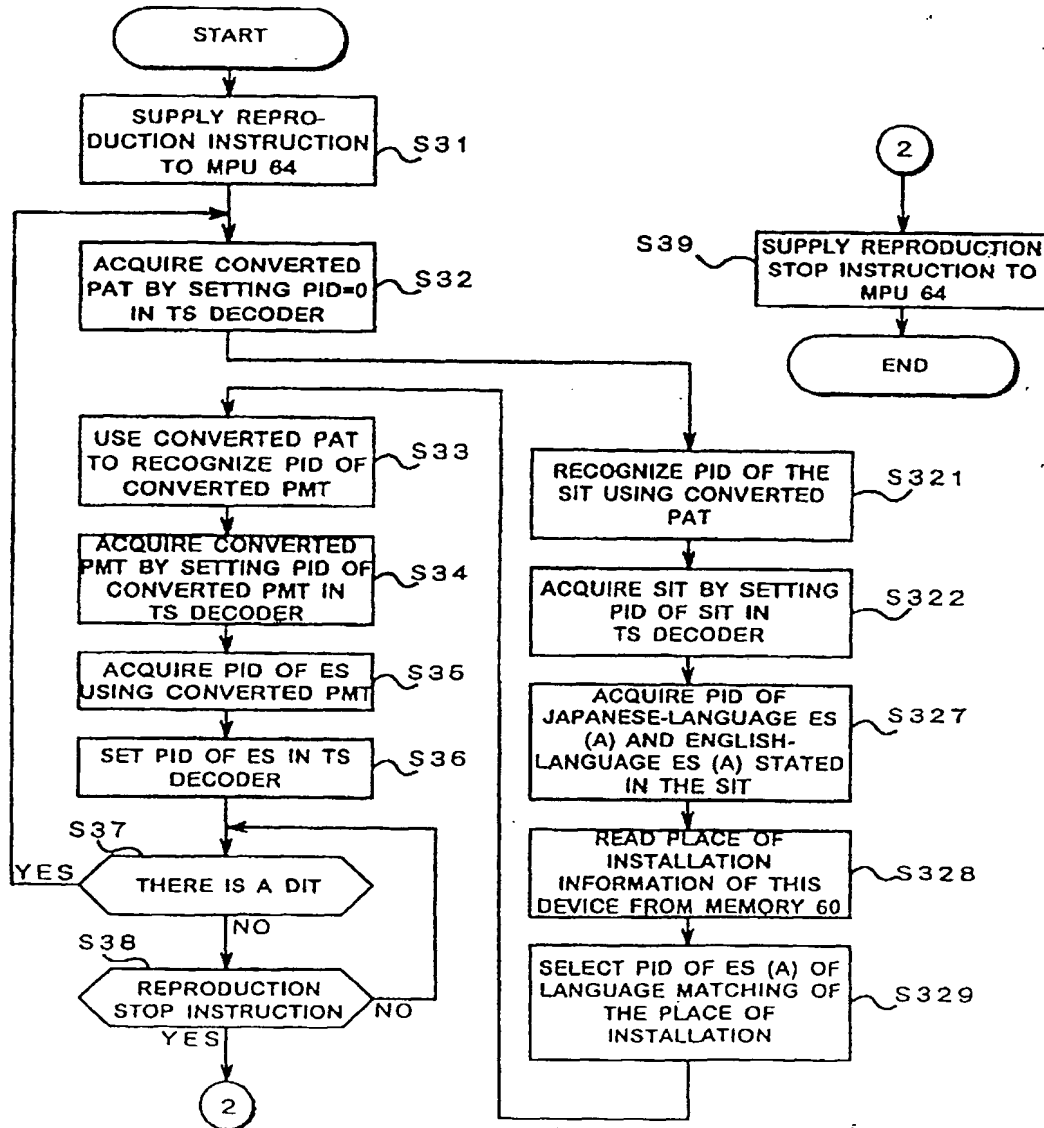 START
SUPPLY REPRO-
DUCTION INSTRUCTION
TO MPU 64
S31
ACQUIRE CONVERTED
PAT BY SETTING PID=0
IN TS DECODER
S32
USE CONVERTED PAT
TO RECOGNIZE PID OF
CONVERTED PMT
S33
ACQUIRE CONVERTED
PMT BY SETTING PID OF
CONVERTED PMT IN
TS DECODER
S34
ACQUIRE PID OF ES
USING CONVERTED PMT
S35
SET PID OF ES IN TS
DECODER
S36
S37
YES
THERE IS A DIT
NO
S38
REPRODUCTION
STOP INSTRUCTION
NO
YES
2
RECOGNIZE PID OF THE
SIT USING CONVERTED
PAT
S321
ACQUIRE SIT BY SETTING
PID OF SIT IN
TS DECODER
S322
ACQUIRE PID OF
JAPANESE-LANGUAGE ES
(A) AND ENGLISH-
LANGUAGE ES (A) STATED
IN THE SIT
S327
READ PLACE OF
INSTALLATION
INFORMATION OF THIS
DEVICE FROM MEMORY 60
S328
SELECT PID OF ES (A) OF
LANGUAGE MATCHING OF
THE PLACE OF
INSTALLATION
S329
2
S39
SUPPLY REPRODUCTION
STOP INSTRUCTION TO
MPU 64
END